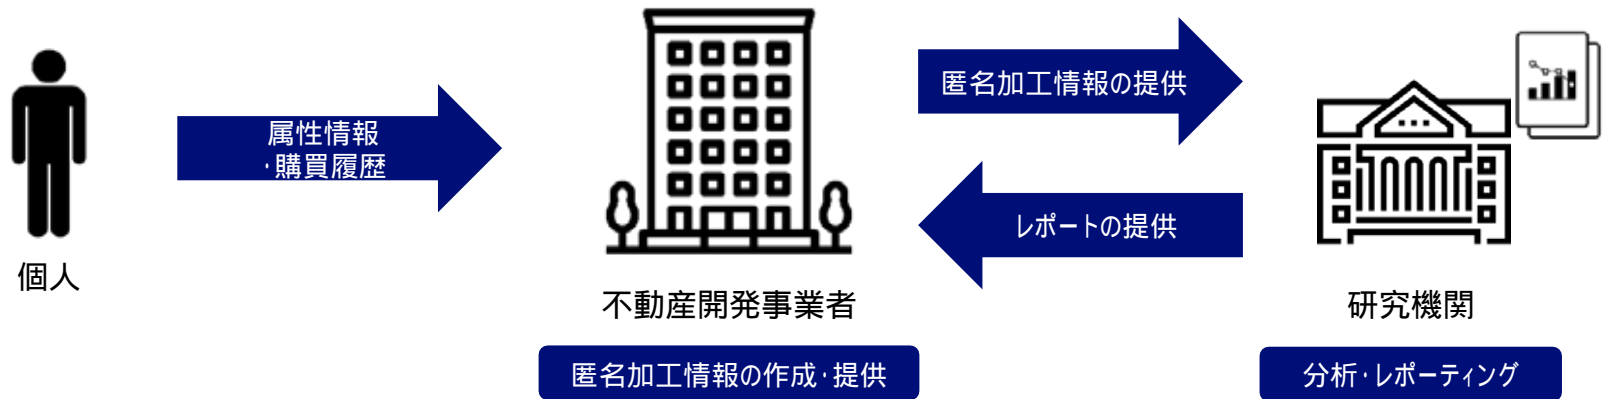 属性情報
・購買履歴
匿名加工情報の提供
レポートの提供
個人
不動産開発事業者
研究機関
匿名加工情報の作成・提供
分析・レポーティング